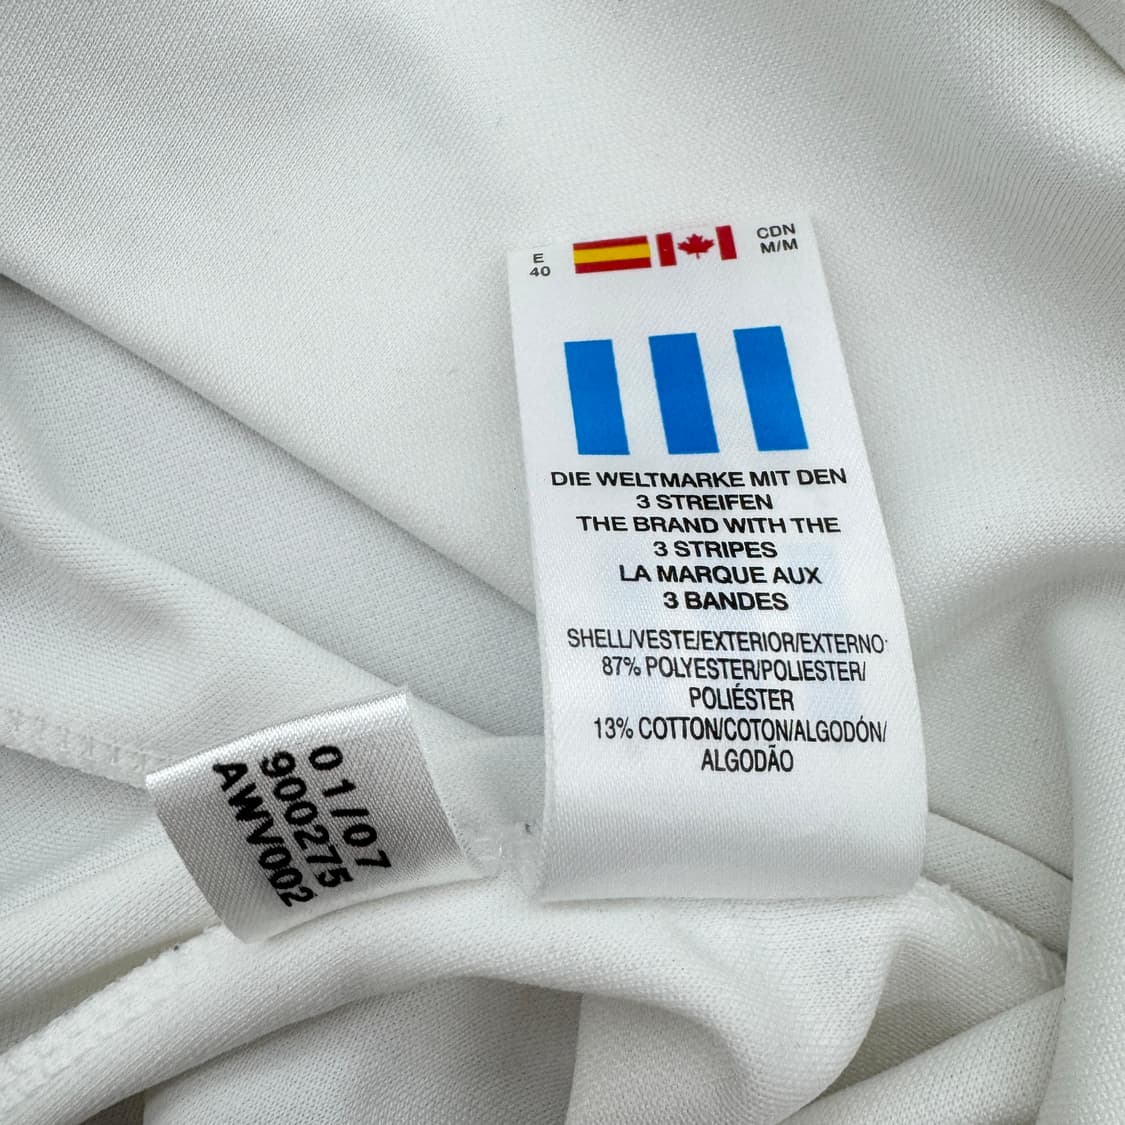 E
40
CDN
M/M
DIE WELTMARKE MIT DEN
3 STREIFEN
THE BRAND WITH THE
3 STRIPES
LA MARQUE AUX
3 BANDES
SHELL/VESTE/EXTERIOR/EXTERNO:
87% POLYESTER/POLIESTER/
POLIÉSTER
13% COTTON/COTON/ALGODÓN/
ALGODÃO
01/07
900275
AWV002